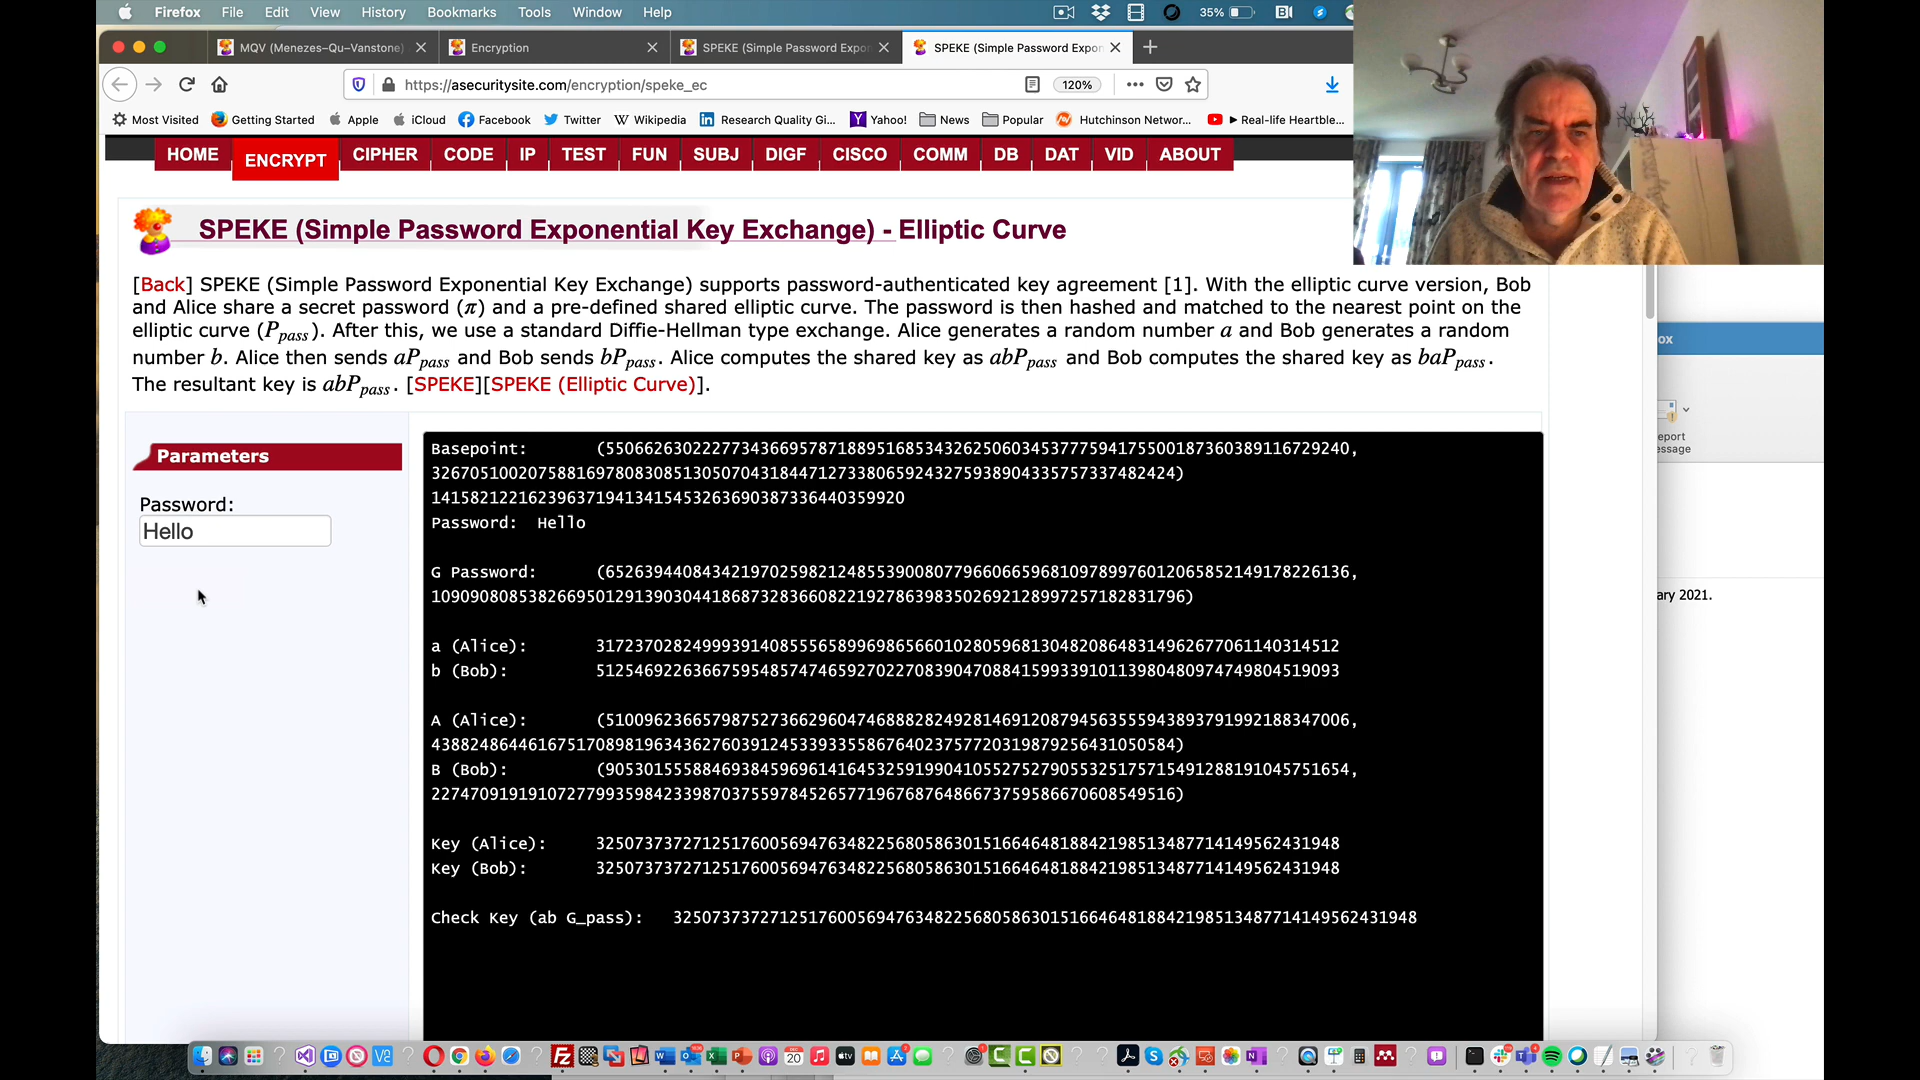 Firefox File Edit View History Bookmarks Tools Window Help 35%
MQV (Menezes–Qu–Vanstone) Encryption SPEKE (Simple Password Expon SPEKE (Simple Password Expon
https://asecuritysite.com/encryption/speke_ec 120%
Most Visited Getting Started Apple iCloud Facebook Twitter Wikipedia Research Quality Gi... Yahoo! News Popular Hutchinson Networ... ► Real-life Heartble...
HOME ENCRYPT CIPHER CODE IP TEST FUN SUBJ DIGF CISCO COMM DB DAT VID ABOUT
SPEKE (Simple Password Exponential Key Exchange) - Elliptic Curve
[Back] SPEKE (Simple Password Exponential Key Exchange) supports password-authenticated key agreement [1]. With the elliptic curve version, Bob
and Alice share a secret password (π) and a pre-defined shared elliptic curve. The password is then hashed and matched to the nearest point on the
elliptic curve (Ppass). After this, we use a standard Diffie-Hellman type exchange. Alice generates a random number a and Bob generates a random
number b. Alice then sends aPpass and Bob sends bPpass. Alice computes the shared key as abPpass and Bob computes the shared key as baPpass.
The resultant key is abPpass. [SPEKE][SPEKE (Elliptic Curve)].
Parameters
Password:
Hello
Basepoint: (55066263022277343669578718895168534326250603453777594175500187360389116729240,
32670510020758816978083085130507043184471273380659243275938904335757337482424)
1415821221623963719413415453263690387336440359920
Password: Hello
G Password: (65263944084342197025982124855390080779660665968109789976012065852149178226136,
109090808538266950129139030441868732836608221927863983502692128997257182831796)
a (Alice): 317237028249993914085556589969865660102805968130482086483149626770611403​14512
b (Bob): 51254692263667595485747465927022708390470884159933910113980480974749804519093
A (Alice): (51009623665798752736629604746888282492814691208794563555943893791992188347006,
43882486446167517089819634362760391245339335586764023757720319879256431050584)
B (Bob): (90530155588469384596961416453259199041055275279055325175715491288191045751654,
22747091919107277993598423398703755978452657719676876486673759586670608549516)
Key (Alice): 32507373727125176005694763482256805863015166464818842198513487714149562431948
Key (Bob): 32507373727125176005694763482256805863015166464818842198513487714149562431948
Check Key (ab G_pass): 32507373727125176005694763482256805863015166464818842198513487714149562431948
ox
eport
essage
ary 2021.